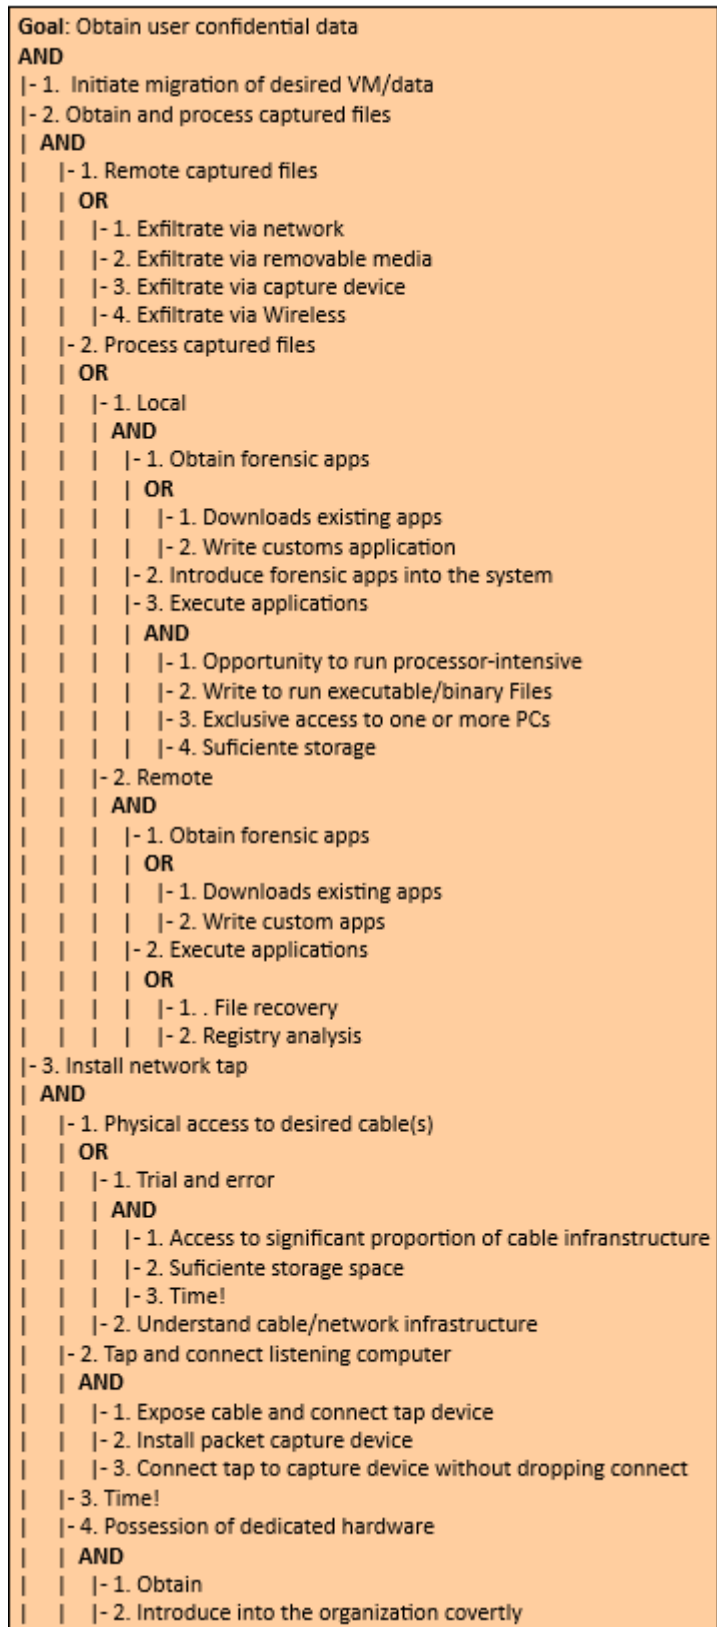 Goal: Obtain user confidential data
AND
|- 1.  Initiate migration of desired VM/data
|- 2. Obtain and process captured files
|  AND
|    |- 1. Remote captured files
|    |  OR
|    |    |- 1. Exfiltrate via network
|    |    |- 2. Exfiltrate via removable media
|    |    |- 3. Exfiltrate via capture device
|    |    |- 4. Exfiltrate via Wireless
|    |- 2. Process captured files
|    |  OR
|    |    |- 1. Local
|    |    |  AND
|    |    |    |- 1. Obtain forensic apps
|    |    |    |  OR
|    |    |    |    |- 1. Downloads existing apps
|    |    |    |    |- 2. Write customs application
|    |    |    |- 2. Introduce forensic apps into the system
|    |    |    |- 3. Execute applications
|    |    |    |  AND
|    |    |    |    |- 1. Opportunity to run processor-intensive
|    |    |    |    |- 2. Write to run executable/binary Files
|    |    |    |    |- 3. Exclusive access to one or more PCs
|    |    |    |    |- 4. Suficiente storage
|    |    |- 2. Remote
|    |    |  AND
|    |    |    |- 1. Obtain forensic apps
|    |    |    |  OR
|    |    |    |    |- 1. Downloads existing apps
|    |    |    |    |- 2. Write custom apps
|    |    |    |- 2. Execute applications
|    |    |    |  OR
|    |    |    |    |- 1. . File recovery
|    |    |    |    |- 2. Registry analysis
|- 3. Install network tap
|  AND
|    |- 1. Physical access to desired cable(s)
|    |  OR
|    |    |- 1. Trial and error
|    |    |  AND
|    |    |    |- 1. Access to significant proportion of cable infranstructure
|    |    |    |- 2. Suficiente storage space
|    |    |    |- 3. Time!
|    |    |- 2. Understand cable/network infrastructure
|    |- 2. Tap and connect listening computer
|    |  AND
|    |    |- 1. Expose cable and connect tap device
|    |    |- 2. Install packet capture device
|    |    |- 3. Connect tap to capture device without dropping connect
|    |- 3. Time!
|    |- 4. Possession of dedicated hardware
|    |  AND
|    |    |- 1. Obtain
|    |    |- 2. Introduce into the organization covertly